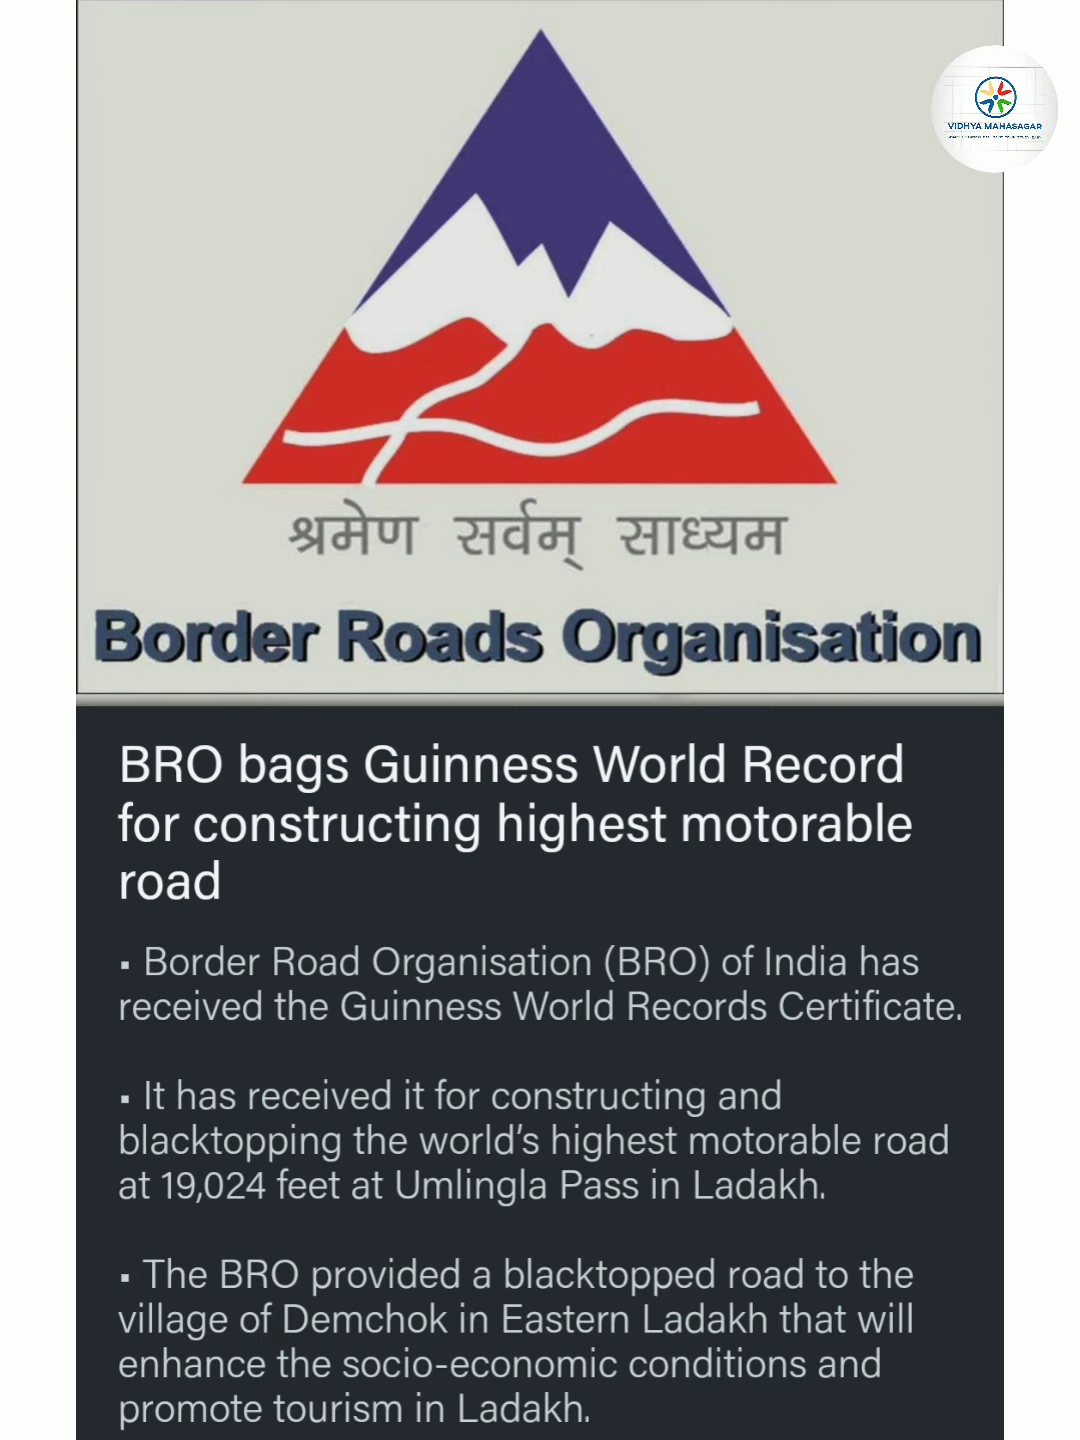 VIDHYA MAHASAGAR
श्रमेण सर्वम् साध्यम
Border Roads Organisation
BRO bags Guinness World Record
for constructing highest motorable
road
▪ Border Road Organisation (BRO) of India has
received the Guinness World Records Certificate.
▪ It has received it for constructing and
blacktopping the world’s highest motorable road
at 19,024 feet at Umlingla Pass in Ladakh.
▪ The BRO provided a blacktopped road to the
village of Demchok in Eastern Ladakh that will
enhance the socio-economic conditions and
promote tourism in Ladakh.